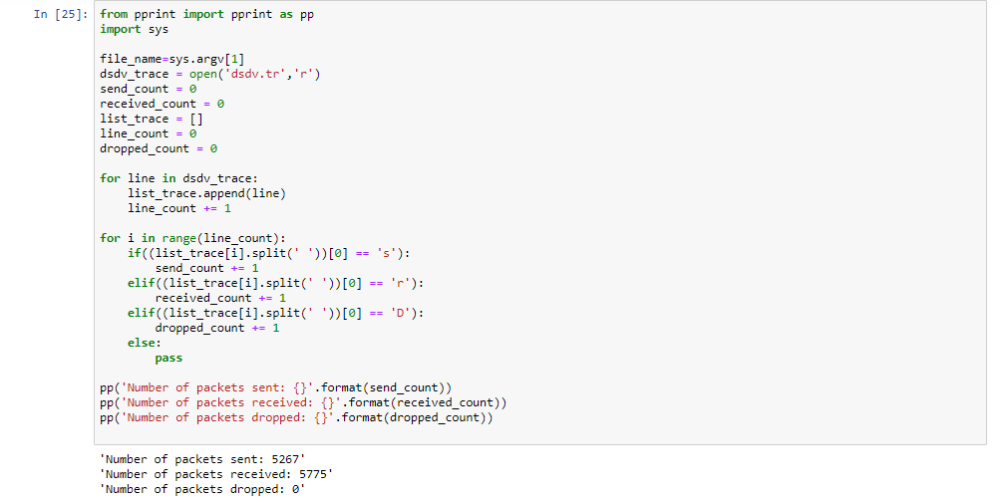 In [25]: from pprint import pprint as pp
import sys

file_name=sys.argv[1]
dsdv_trace = open('dsdv.tr','r')
send_count = 0
received_count = 0
list_trace = []
line_count = 0
dropped_count = 0

for line in dsdv_trace:
    list_trace.append(line)
    line_count += 1

for i in range(line_count):
    if((list_trace[i].split(' '))[0] == 's'):
        send_count += 1
    elif((list_trace[i].split(' '))[0] == 'r'):
        received_count += 1
    elif((list_trace[i].split(' '))[0] == 'D'):
        dropped_count += 1
    else:
        pass

pp('Number of packets sent: {}'.format(send_count))
pp('Number of packets received: {}'.format(received_count))
pp('Number of packets dropped: {}'.format(dropped_count))

'Number of packets sent: 5267'
'Number of packets received: 5775'
'Number of packets dropped: 0'